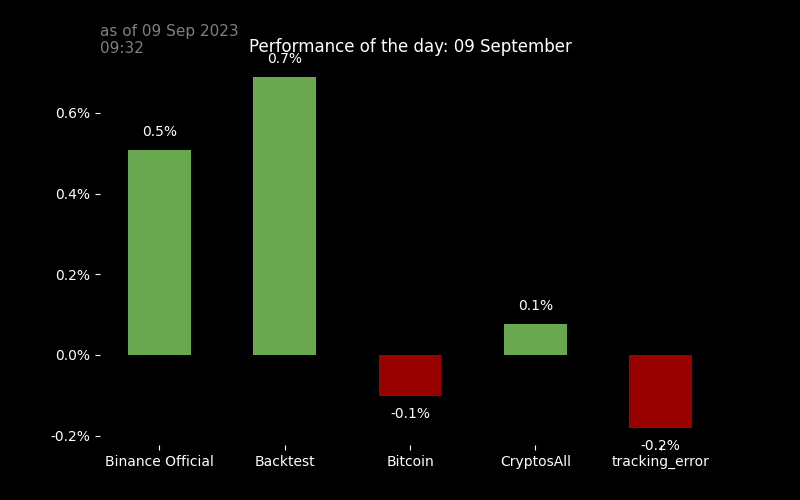 as of 09 Sep 2023
09:32
Performance of the day: 09 September
0.7%
0.6%
0.5%
0.4%
0.2%
0.1%
0.0%
-0.1%
-0.2%
-0.2%
Binance Official
Backtest
Bitcoin
CryptosAll
tracking_error